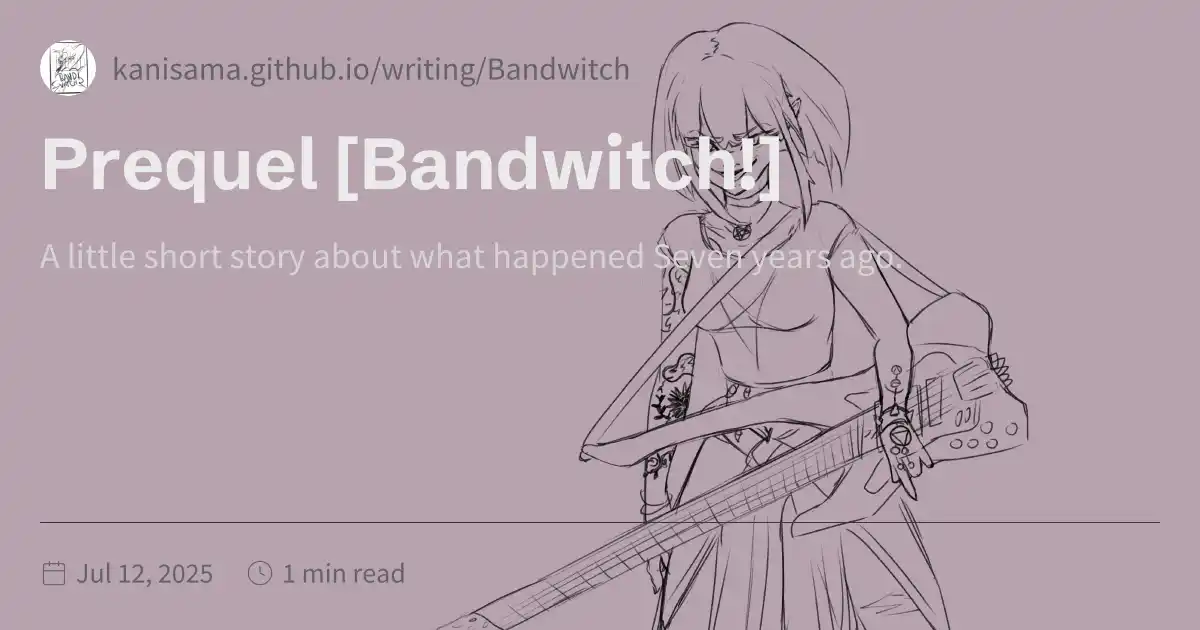 kanisama.github.io/writing/Bandwitch
Prequel [Bandwitch!]
A little short story about what happened Seven years ago.
Jul 12, 2025
1 min read